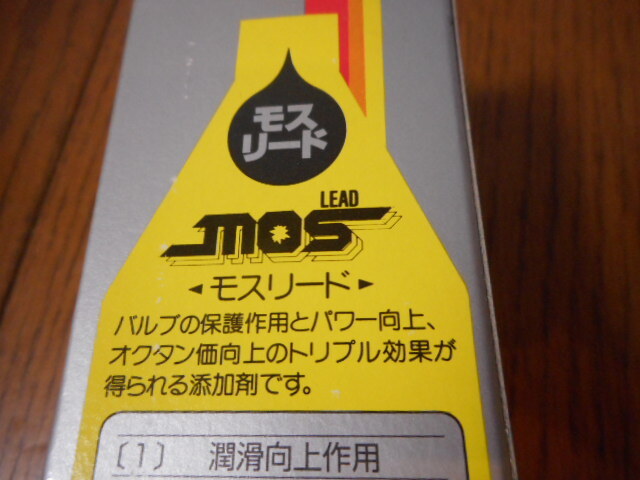 モス
リード
LEAD
mos
◄モスリード►
バルブの保護作用とパワー向上、
オクタン価向上のトリプル効果が
得られる添加剤です。
〔1〕 潤滑向上作用